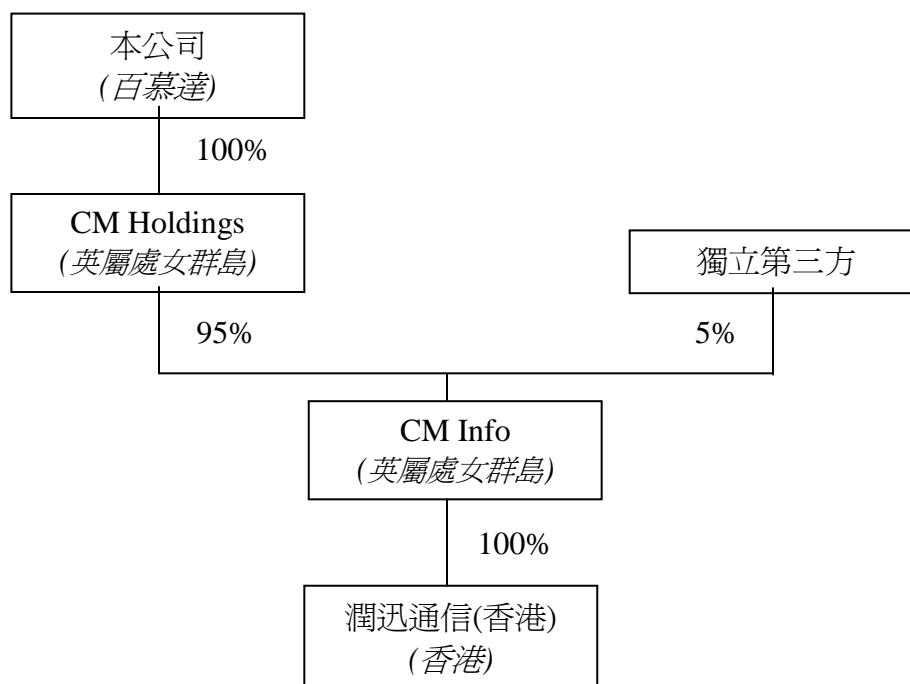 本公司
(百慕達)
100%
CM Holdings
(英屬處女群島)
獨立第三方
95%
5%
CM Info
(英屬處女群島)
100%
潤迅通信(香港)
(香港)